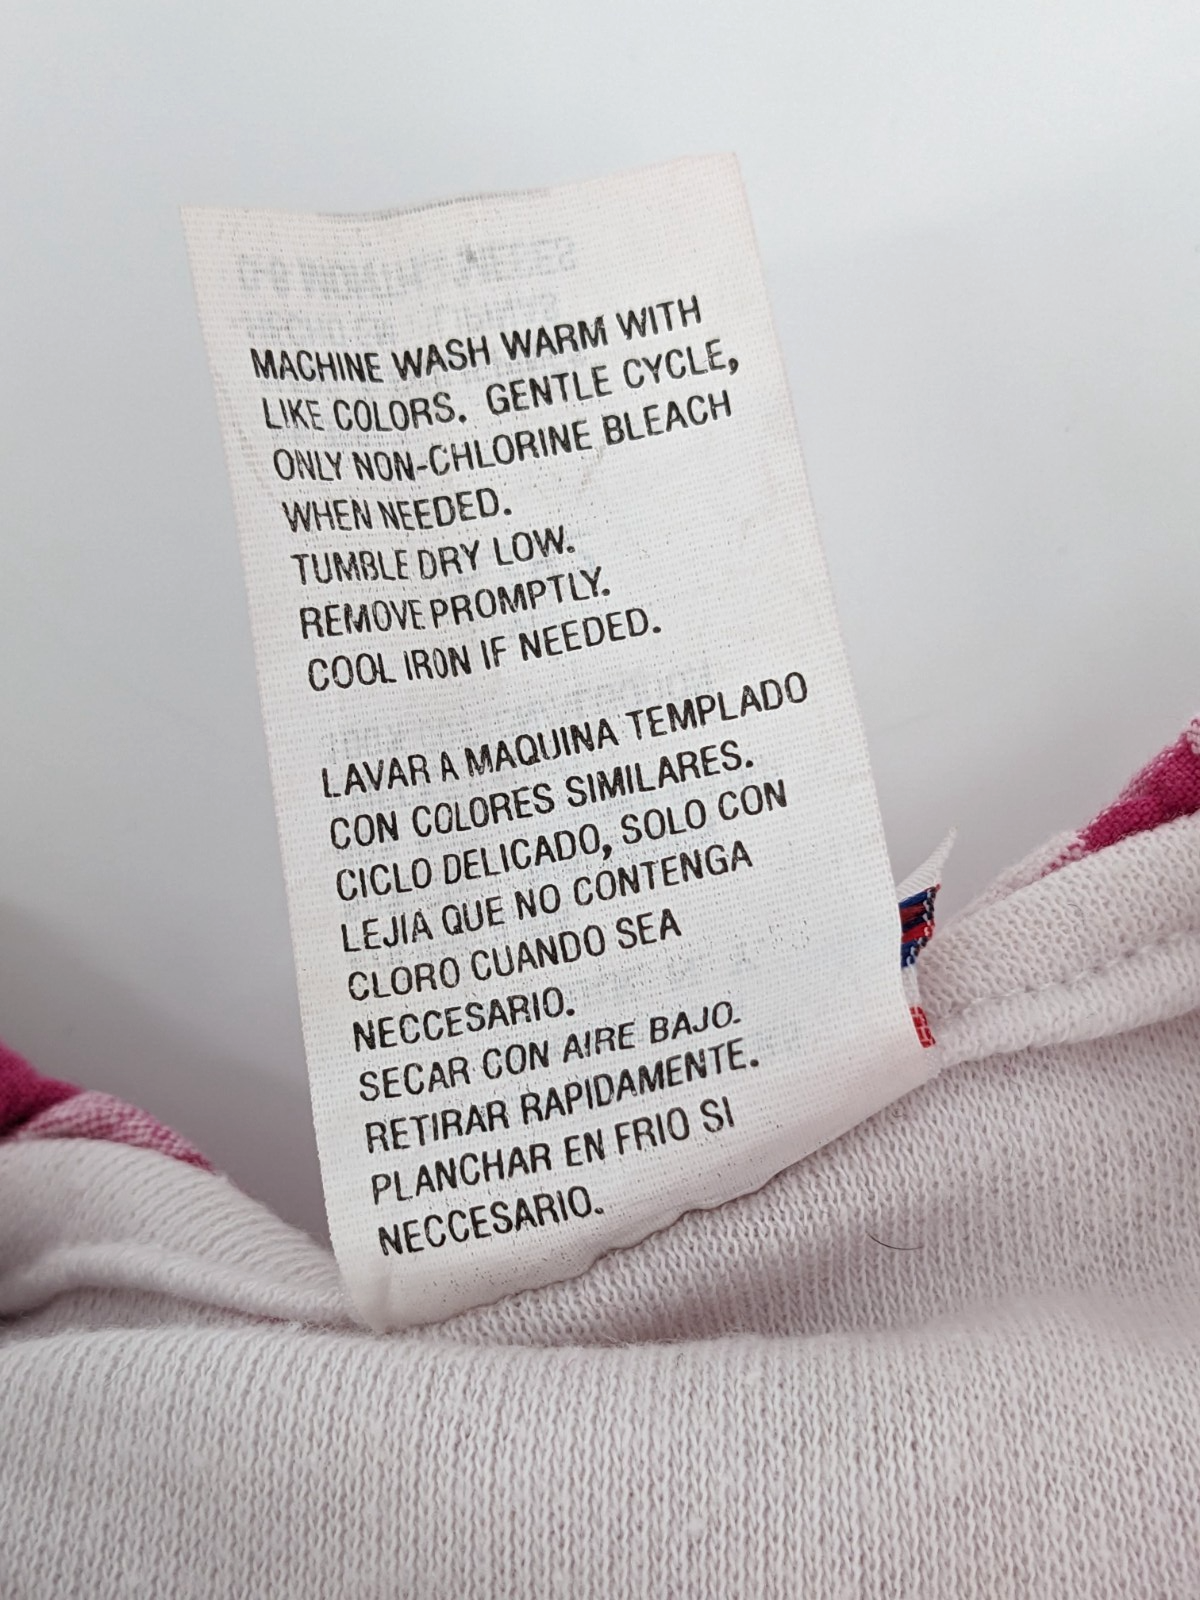 MACHINE WASH WARM WITH
LIKE COLORS. GENTLE CYCLE,
ONLY NON-CHLORINE BLEACH
WHEN NEEDED.
TUMBLE DRY LOW.
REMOVE PROMPTLY.
COOL IRON IF NEEDED.
LAVAR A MAQUINA TEMPLADO
CON COLORES SIMILARES.
CICLO DELICADO, SOLO CON
LEJIA QUE NO CONTENGA
CLORO CUANDO SEA
NECCESARIO.
SECAR CON AIRE BAJO.
RETIRAR RAPIDAMENTE.
PLANCHAR EN FRIO SI
NECCESARIO.